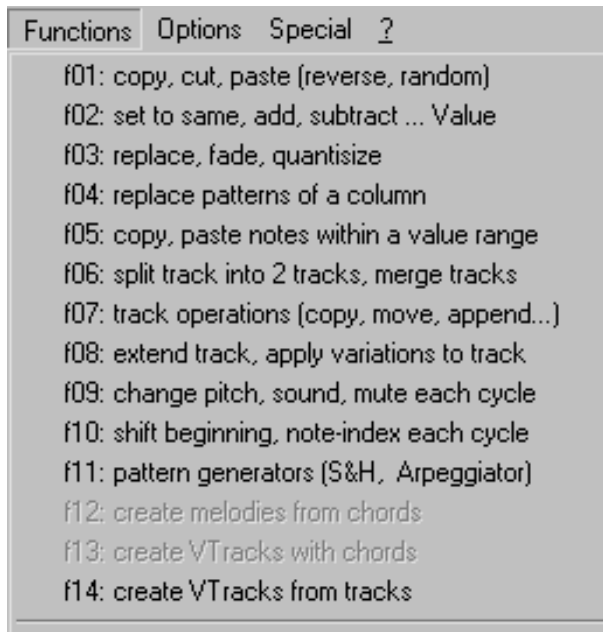 Functions Options Special ?
f01: copy, cut, paste (reverse, random)
f02: set to same, add, subtract ... Value
f03: replace, fade, quantisize
f04: replace patterns of a column
f05: copy, paste notes within a value range
f06: split track into 2 tracks, merge tracks
f07: track operations (copy, move, append...)
f08: extend track, apply variations to track
f09: change pitch, sound, mute each cycle
f10: shift beginning, note-index each cycle
f11: pattern generators (S&H, Arpeggiator)
f12: create melodies from chords
f13: create VTracks with chords
f14: create VTracks from tracks